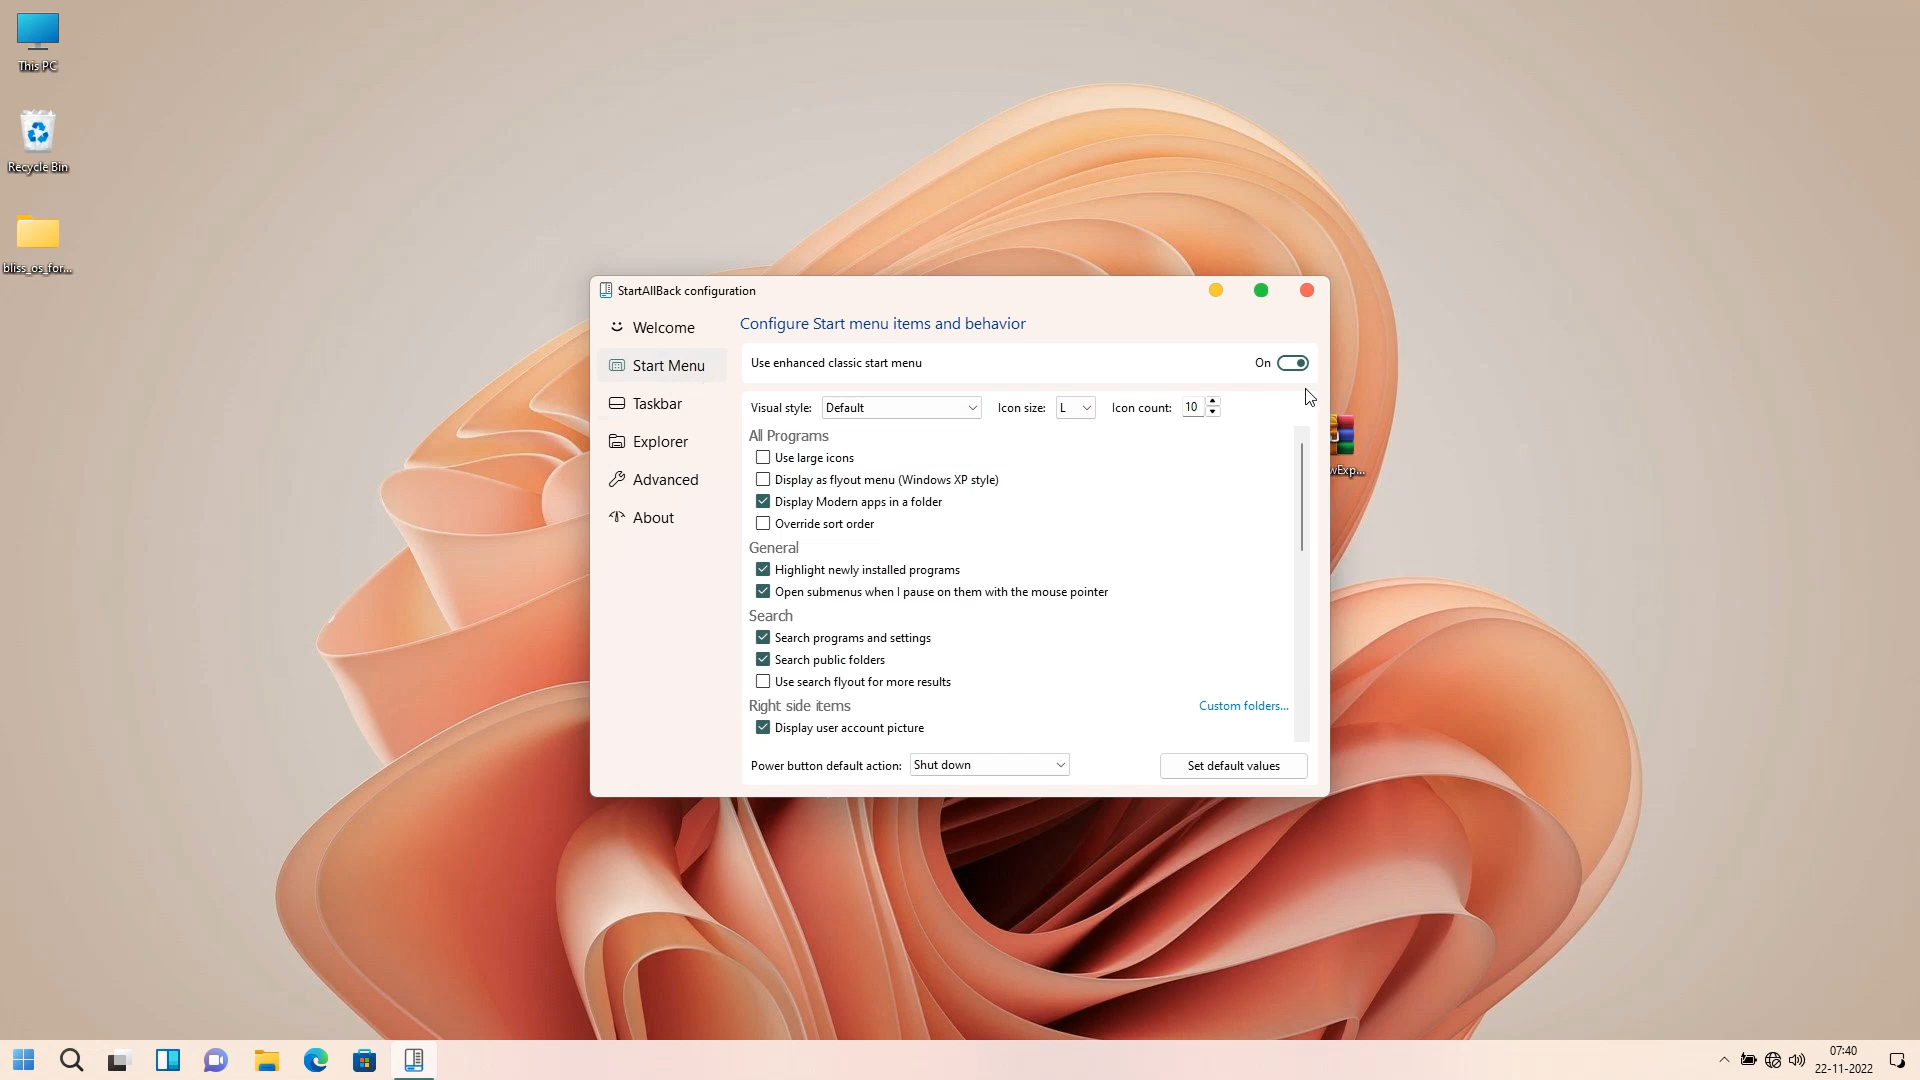 This PC
Recycle Bin
bliss_os_for...
StartAllBack configuration
Welcome
Start Menu
Taskbar
Explorer
Advanced
About
Configure Start menu items and behavior
Use enhanced classic start menu
On
Visual style:
Default
Icon size:
L
Icon count:
10
All Programs
Use large icons
Display as flyout menu (Windows XP style)
Display Modern apps in a folder
Override sort order
General
Highlight newly installed programs
Open submenus when I pause on them with the mouse pointer
Search
Search programs and settings
Search public folders
Use search flyout for more results
Right side items
Custom folders...
Display user account picture
Power button default action:
Shut down
Set default values
wExp...
07:40
22-11-2022